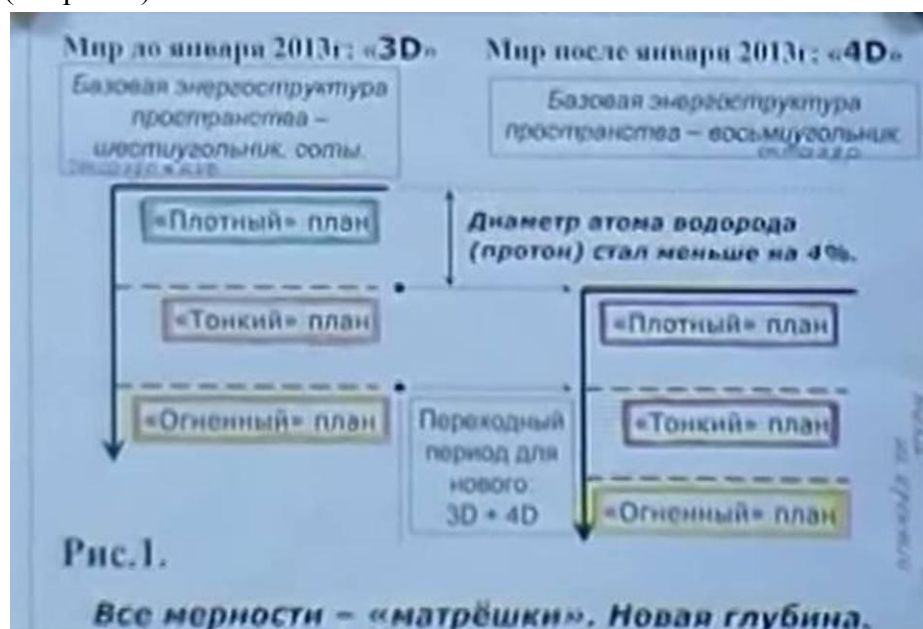 Мир до января 2013г: «3D»
Мир после января 2013г: «4D»
Базовая энергоструктура
пространства –
шестиугольник, соты.
Базовая энергоструктура
пространства – восьмиугольник
октаэдр
«Плотный» план
Диаметр атома водорода
(протон) стал меньше на 4%.
«Тонкий» план
«Плотный» план
«Огненный» план
Переходный
период для
нового:
3D + 4D
«Тонкий» план
«Огненный» план
Рис.1.
Все мерности – «матрёшки». Новая глубина.